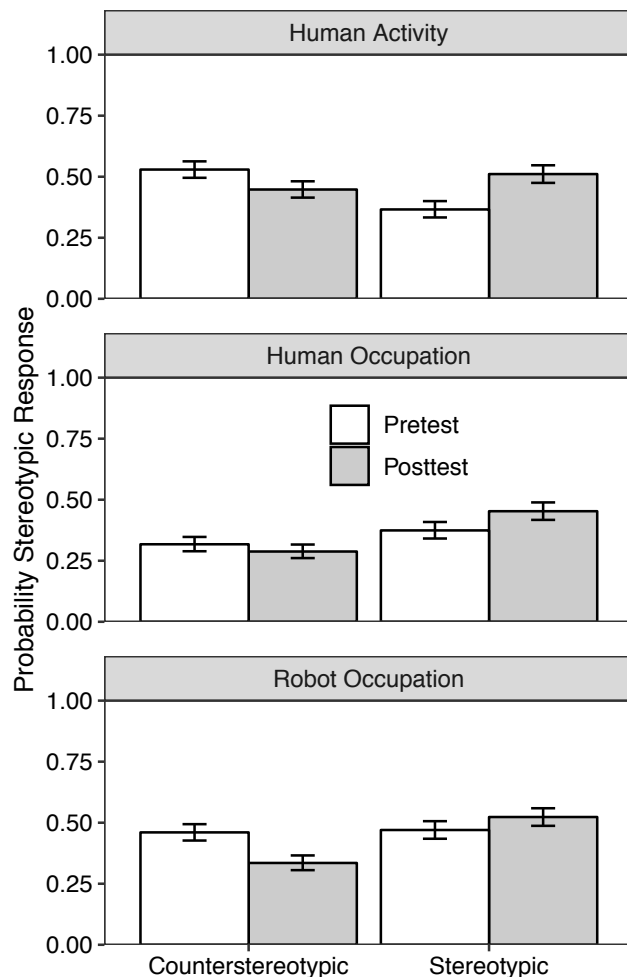 Human Activity
1.00
0.75
0.50
0.25
0.00
Human Occupation
1.00
0.75
0.50
0.25
0.00
Pretest
Posttest
Robot Occupation
1.00
0.75
0.50
0.25
0.00
Counterstereotypic Stereotypic
Probability Stereotypic Response